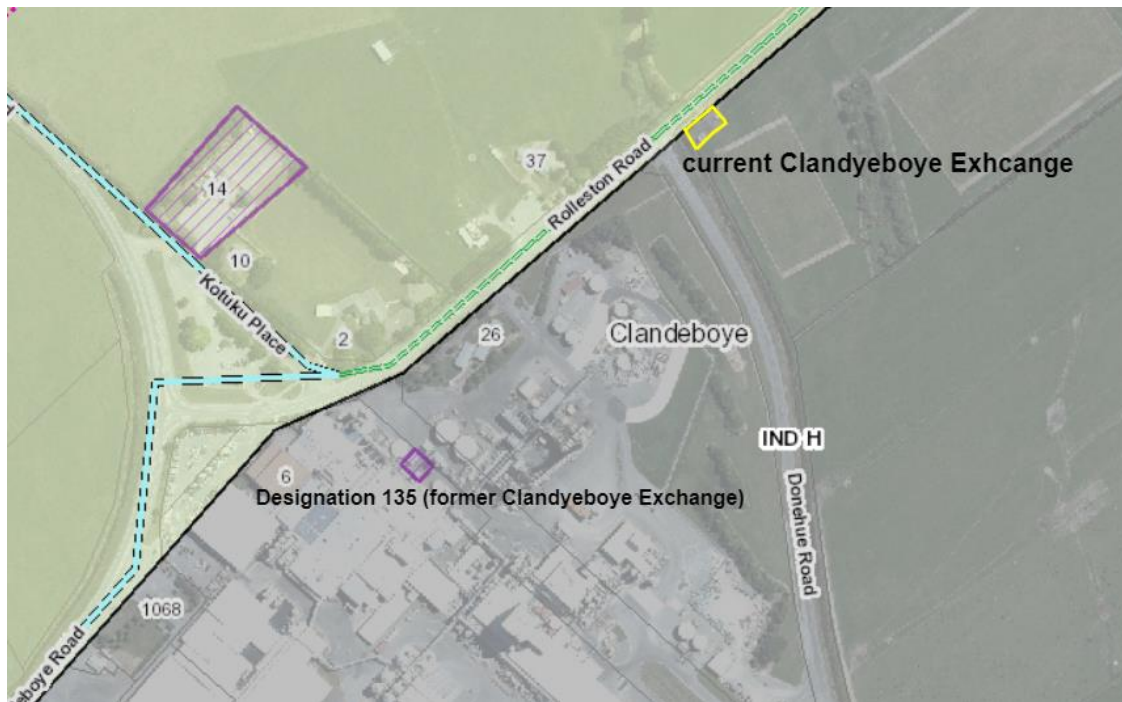 14
37
Rolleston Road
current Clandyeboye Exhcange
10
Kotuku Place
2
26
Clandeboye
IND H
6
Designation 135 (former Clandyeboye Exchange)
Donehue Road
1068
eboye Road